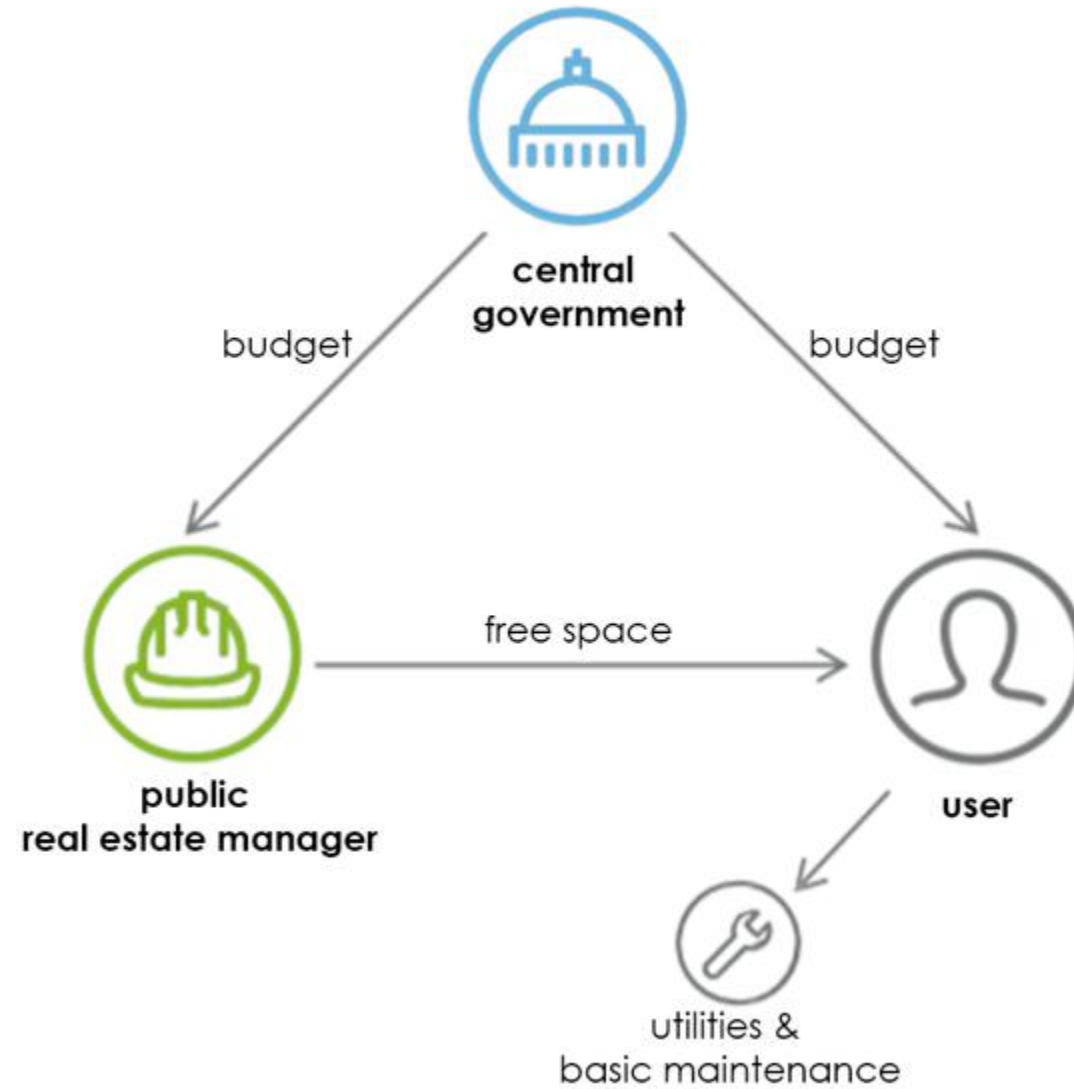 central
government
budget
budget
free space
public
real estate manager
user
utilities &
basic maintenance